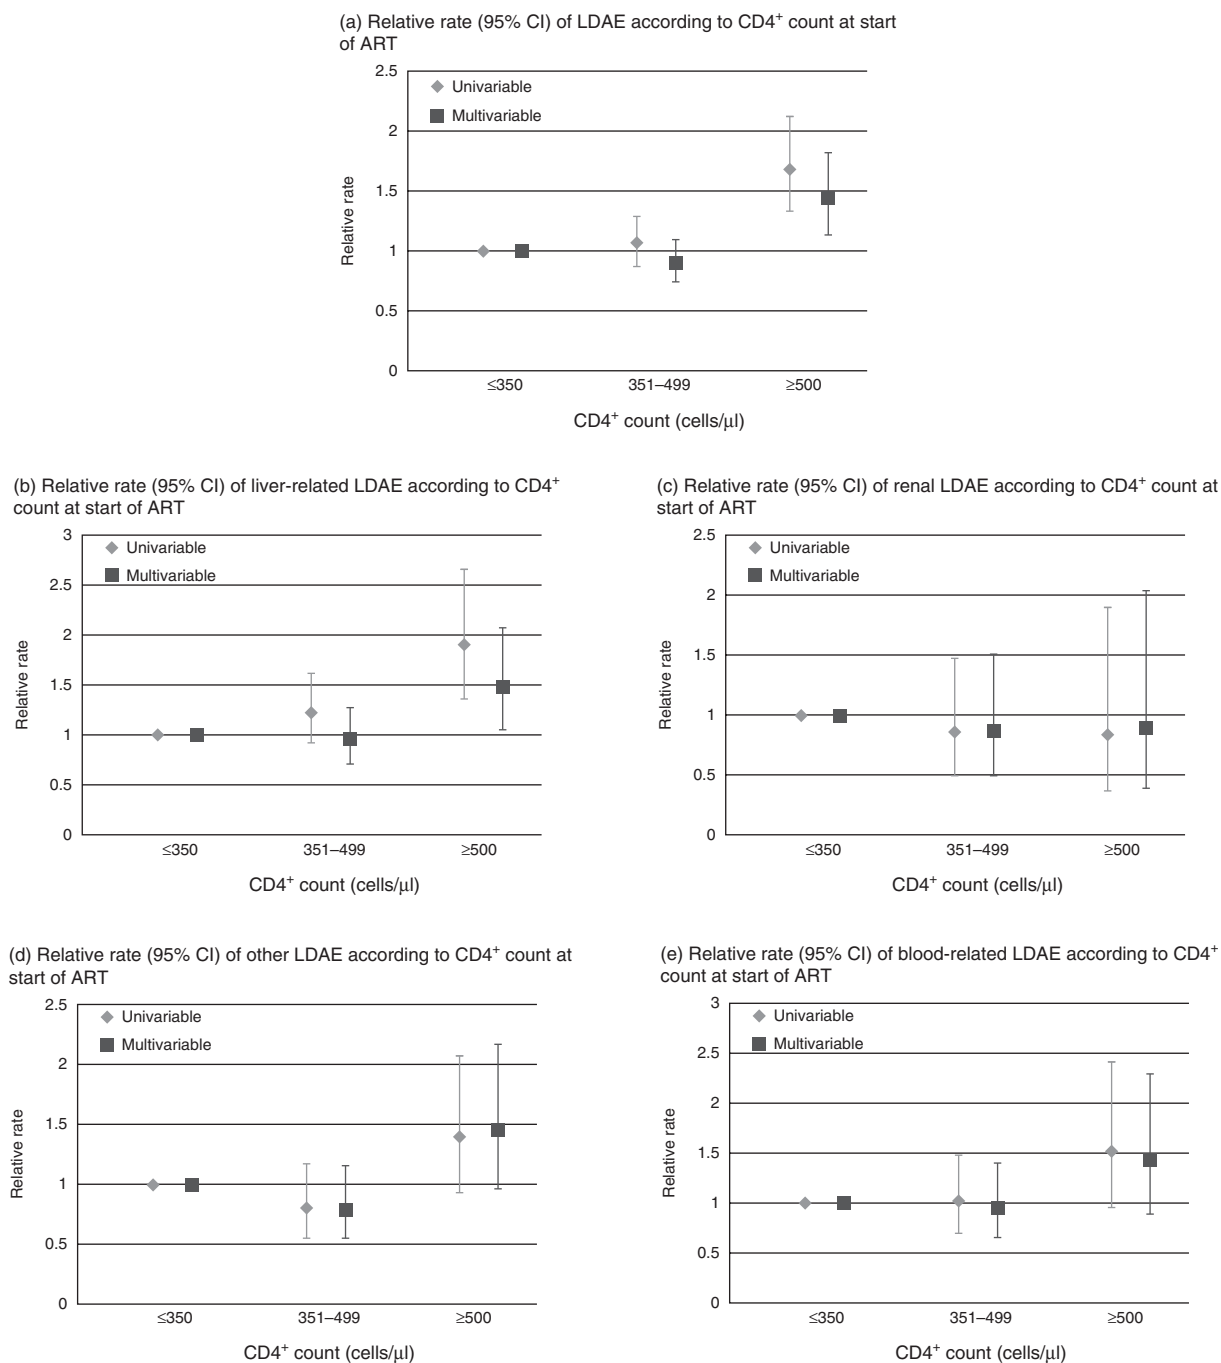 (a) Relative rate (95% CI) of LDAE according to CD4⁺ count at start
of ART
2.5
2
1.5
1
0.5
0
Relative rate
Univariable
Multivariable
≤350
351–499
≥500
CD4⁺ count (cells/μl)
(b) Relative rate (95% CI) of liver-related LDAE according to CD4⁺
count at start of ART
3
2.5
2
1.5
1
0.5
0
Relative rate
Univariable
Multivariable
≤350
351–499
≥500
CD4⁺ count (cells/μl)
(c) Relative rate (95% CI) of renal LDAE according to CD4⁺ count at
start of ART
2.5
2
1.5
1
0.5
0
Relative rate
Univariable
Multivariable
≤350
351–499
≥500
CD4⁺ count (cells/μl)
(d) Relative rate (95% CI) of other LDAE according to CD4⁺ count at
start of ART
2.5
2
1.5
1
0.5
0
Relative rate
Univariable
Multivariable
≤350
351–499
≥500
CD4⁺ count (cells/μl)
(e) Relative rate (95% CI) of blood-related LDAE according to CD4⁺
count at start of ART
3
2.5
2
1.5
1
0.5
0
Relative rate
Univariable
Multivariable
≤350
351–499
≥500
CD4⁺ count (cells/μl)